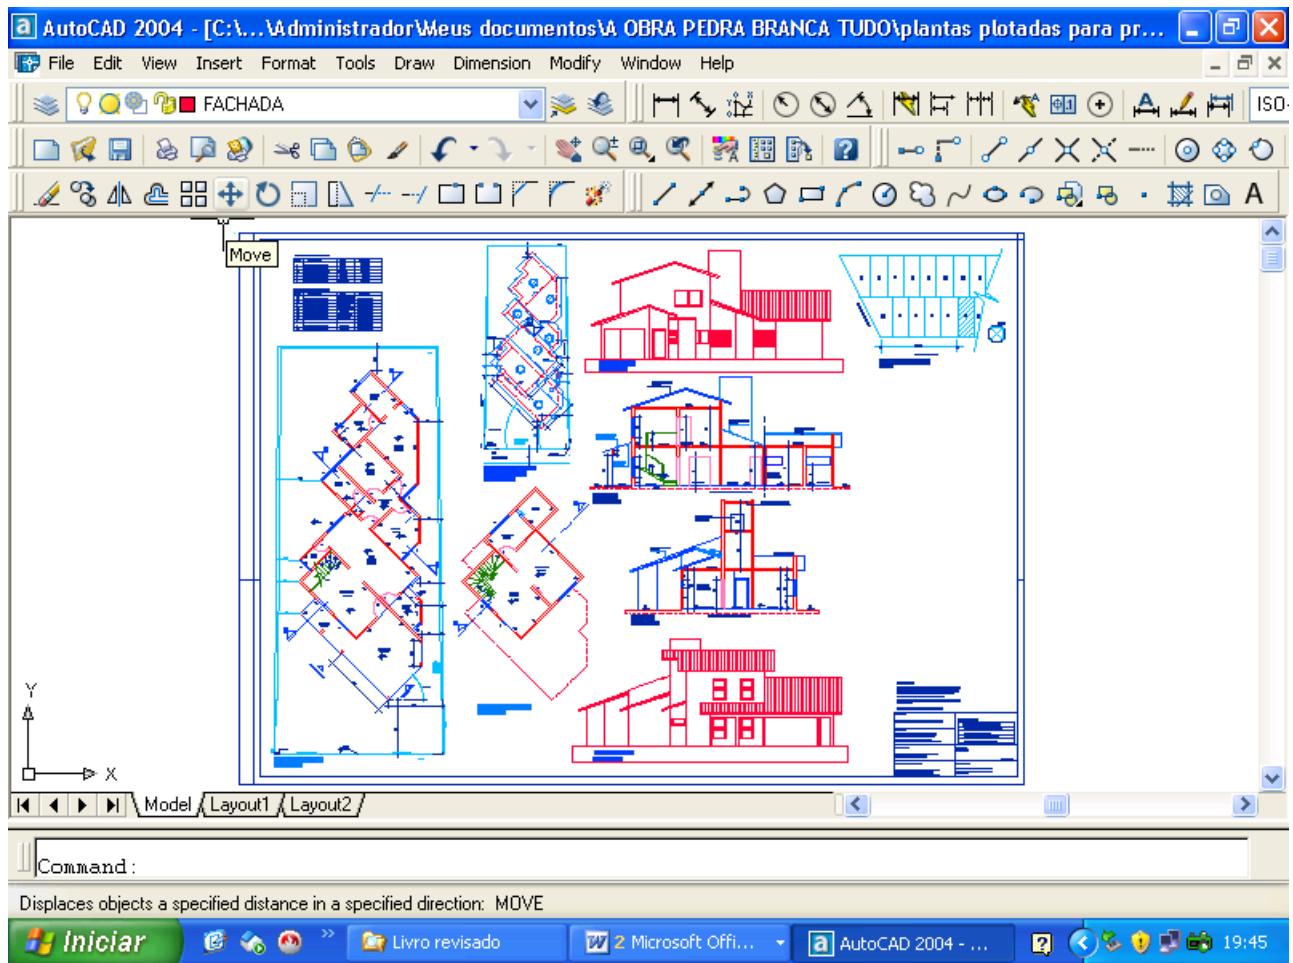 AutoCAD 2004 - [C:\...\Administrador\Meus documentos\A OBRA PEDRA BRANCA TUDO\plantas plotadas para pr...
File Edit View Insert Format Tools Draw Dimension Modify Window Help
FACHADA
ISO-
A
Move
Y
X
Model Layout1 Layout2
Command:
Displaces objects a specified distance in a specified direction: MOVE
Iniciar Livro revisado 2 Microsoft Offi... AutoCAD 2004 - ... 19:45